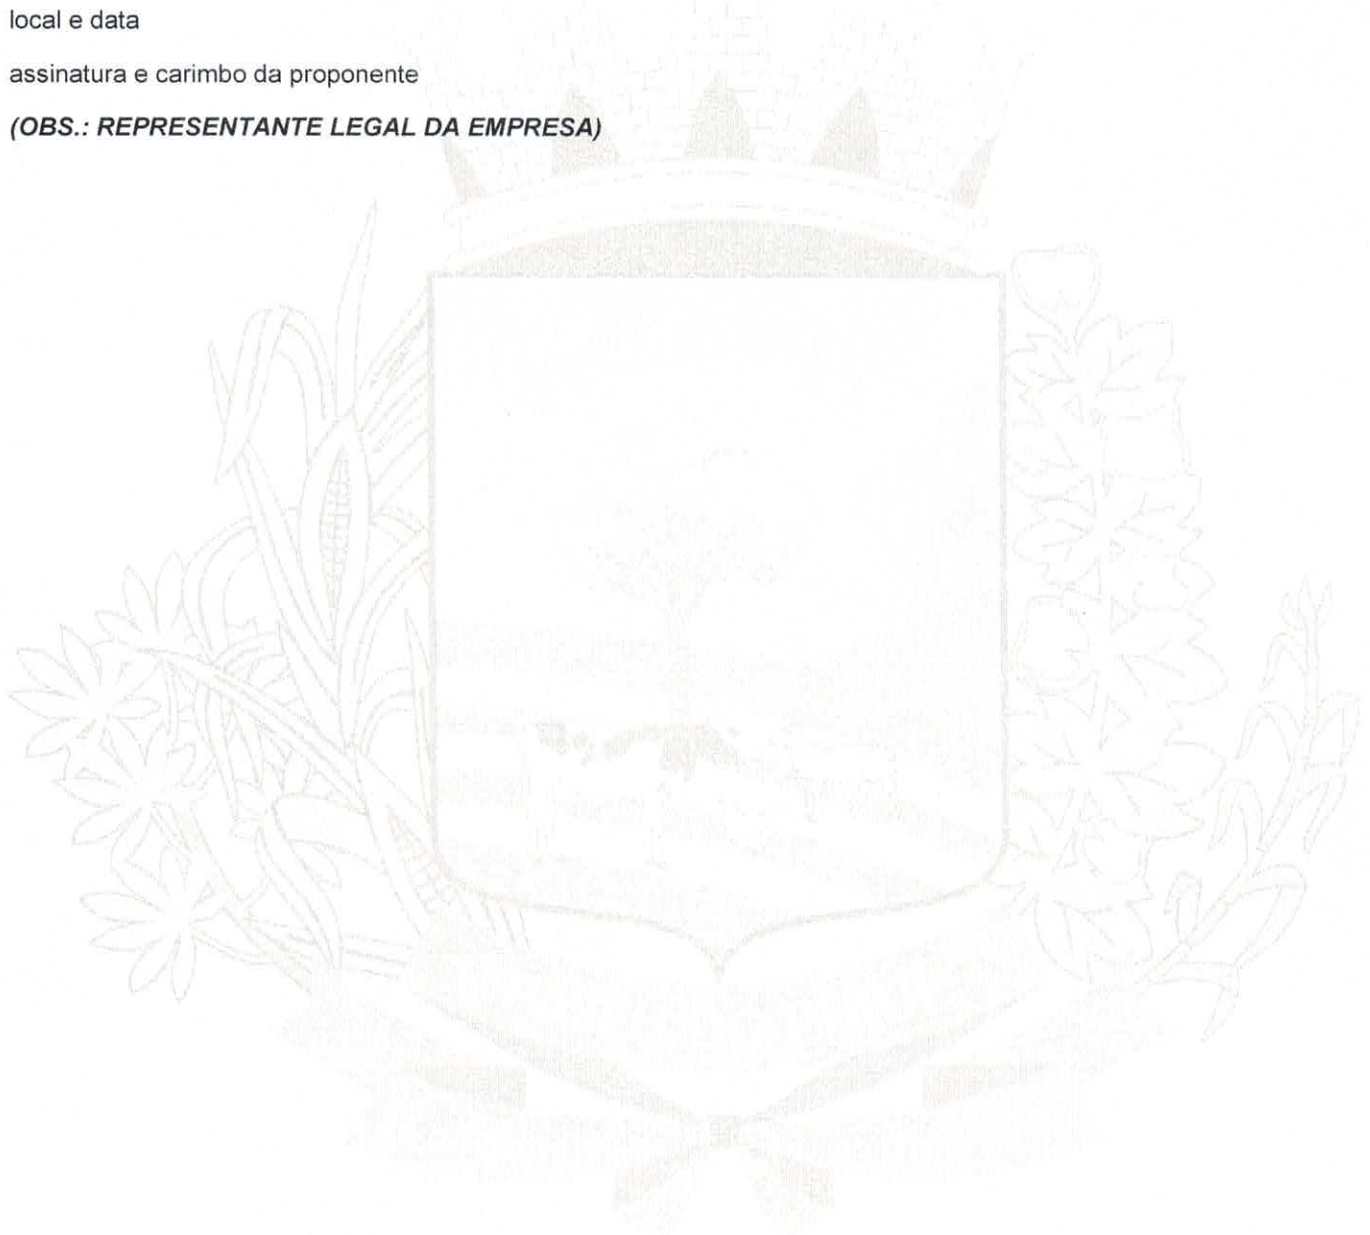 local e data
assinatura e carimbo da proponente
(OBS.: REPRESENTANTE LEGAL DA EMPRESA)